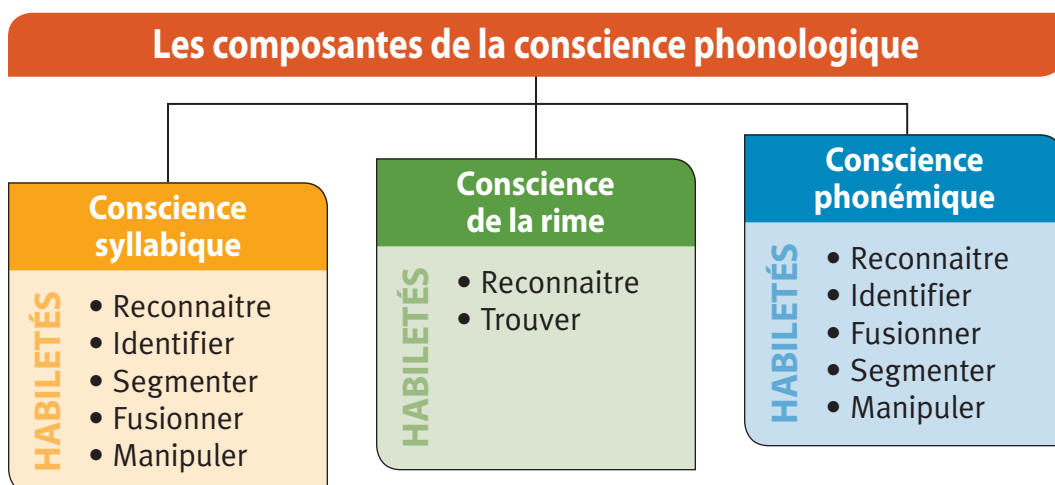 Les composantes de la conscience phonologique
Conscience
syllabique
HABILETÉS
• Reconnaitre
• Identifier
• Segmenter
• Fusionner
• Manipuler
Conscience
de la rime
HABILETÉS
• Reconnaitre
• Trouver
Conscience
phonémique
HABILETÉS
• Reconnaitre
• Identifier
• Fusionner
• Segmenter
• Manipuler